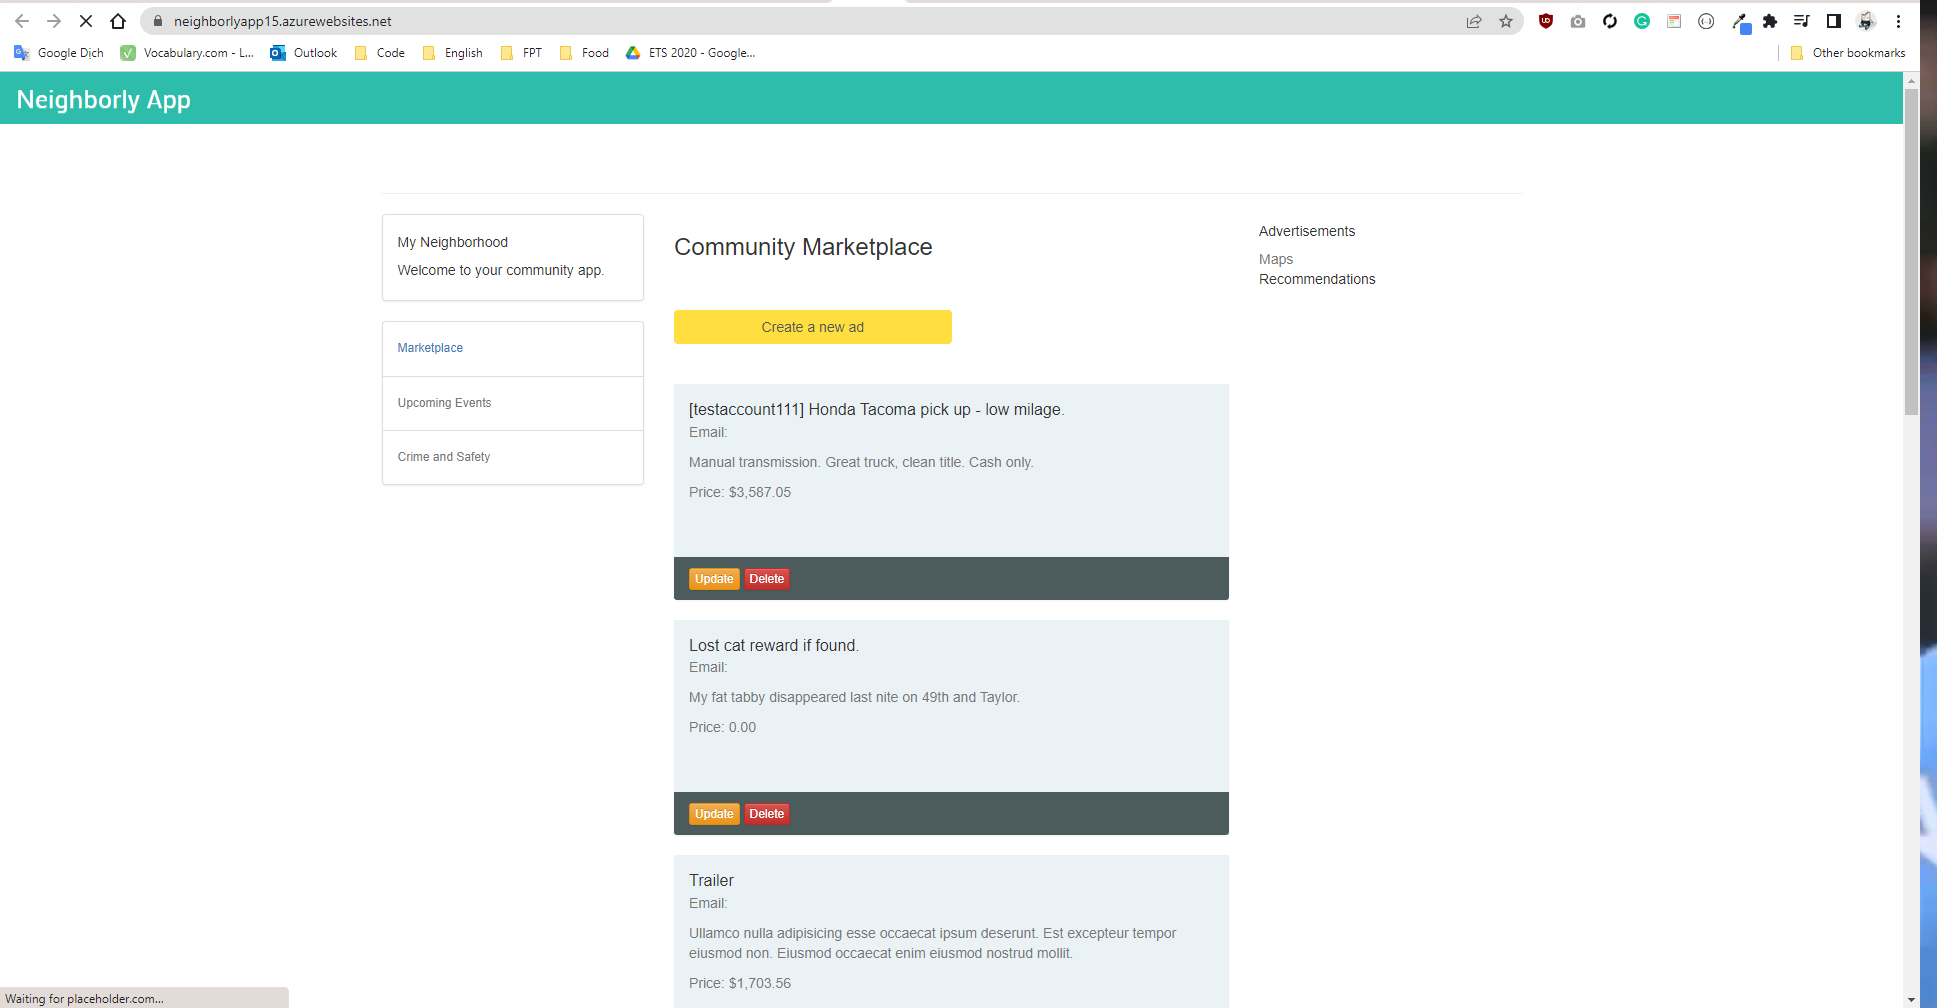 neighborlyapp15.azurewebsites.net
Google Dịch
Vocabulary.com - L...
Outlook
Code
English
FPT
Food
ETS 2020 - Google...
Other bookmarks
Neighborly App
My Neighborhood
Welcome to your community app.
Marketplace
Upcoming Events
Crime and Safety
Community Marketplace
Create a new ad
[testaccount111] Honda Tacoma pick up - low milage.
Email:
Manual transmission. Great truck, clean title. Cash only.
Price: $3,587.05
Update Delete
Lost cat reward if found.
Email:
My fat tabby disappeared last nite on 49th and Taylor.
Price: 0.00
Update Delete
Trailer
Email:
Ullamco nulla adipisicing esse occaecat ipsum deserunt. Est excepteur tempor
eiusmod non. Eiusmod occaecat enim eiusmod nostrud mollit.
Price: $1,703.56
Advertisements
Maps
Recommendations
Waiting for placeholder.com...